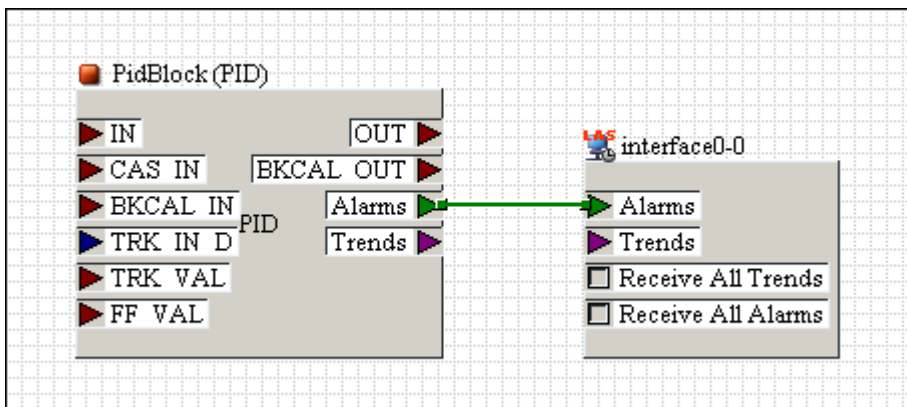 PidBlock (PID)
IN
CAS IN
BKCAL IN
TRK IN D
TRK VAL
FF VAL
PID
OUT
BKCAL OUT
Alarms
Trends
LAS
interface0-0
Alarms
Trends
Receive All Trends
Receive All Alarms